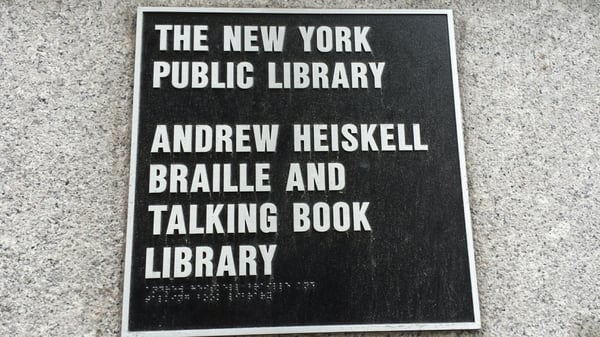 THE NEW YORK
PUBLIC LIBRARY
ANDREW HEISKELL
BRAILLE AND
TALKING BOOK
LIBRARY